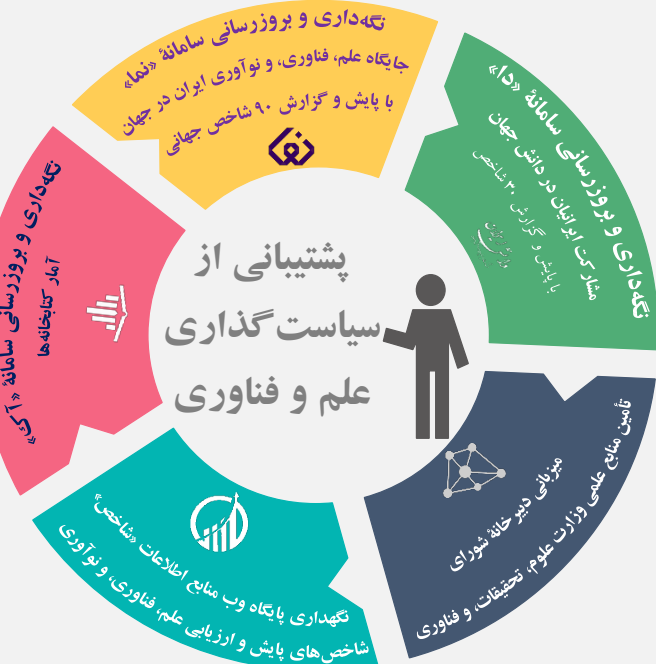 پشتیبانی از
سیاست‌گذاری
علم و فناوری
نگه‌داری و بروزرسانی سامانهٔ «نما»
جایگاه علم، فناوری، و نوآوری ایران در جهان
با پایش و گزارش ۹۰ شاخص جهانی
نگه‌داری و بروزرسانی سامانهٔ «دا»
مشارکت ایرانیان در دانش جهان
با پایش و گزارش ۳۰ شاخص
تأمین منابع علمی وزارت علوم، تحقیقات، و فناوری
میزبانی دبیر خانهٔ شورای
نگهداری پایگاه وب منابع اطلاعات «شاخص»
شاخص‌های پایش و ارزیابی علم، فناوری، و نوآوری
نگه‌داری و بروزرسانی سامانهٔ «آک»
آمار کتابخانه‌ها